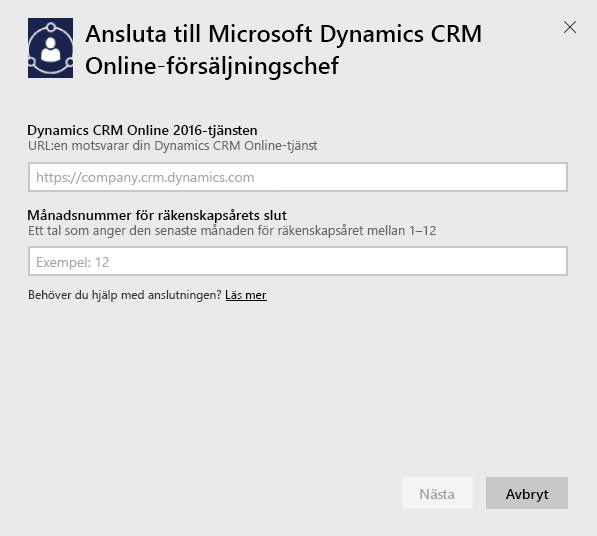 Ansluta till Microsoft Dynamics CRM
Online-försäljningschef
Dynamics CRM Online 2016-tjänsten
URL:en motsvarar din Dynamics CRM Online-tjänst
https://company.crm.dynamics.com
Månadsnummer för räkenskapsårets slut
Ett tal som anger den senaste månaden för räkenskapsåret mellan 1–12
Exempel: 12
Behöver du hjälp med anslutningen? Läs mer
Nästa
Avbryt